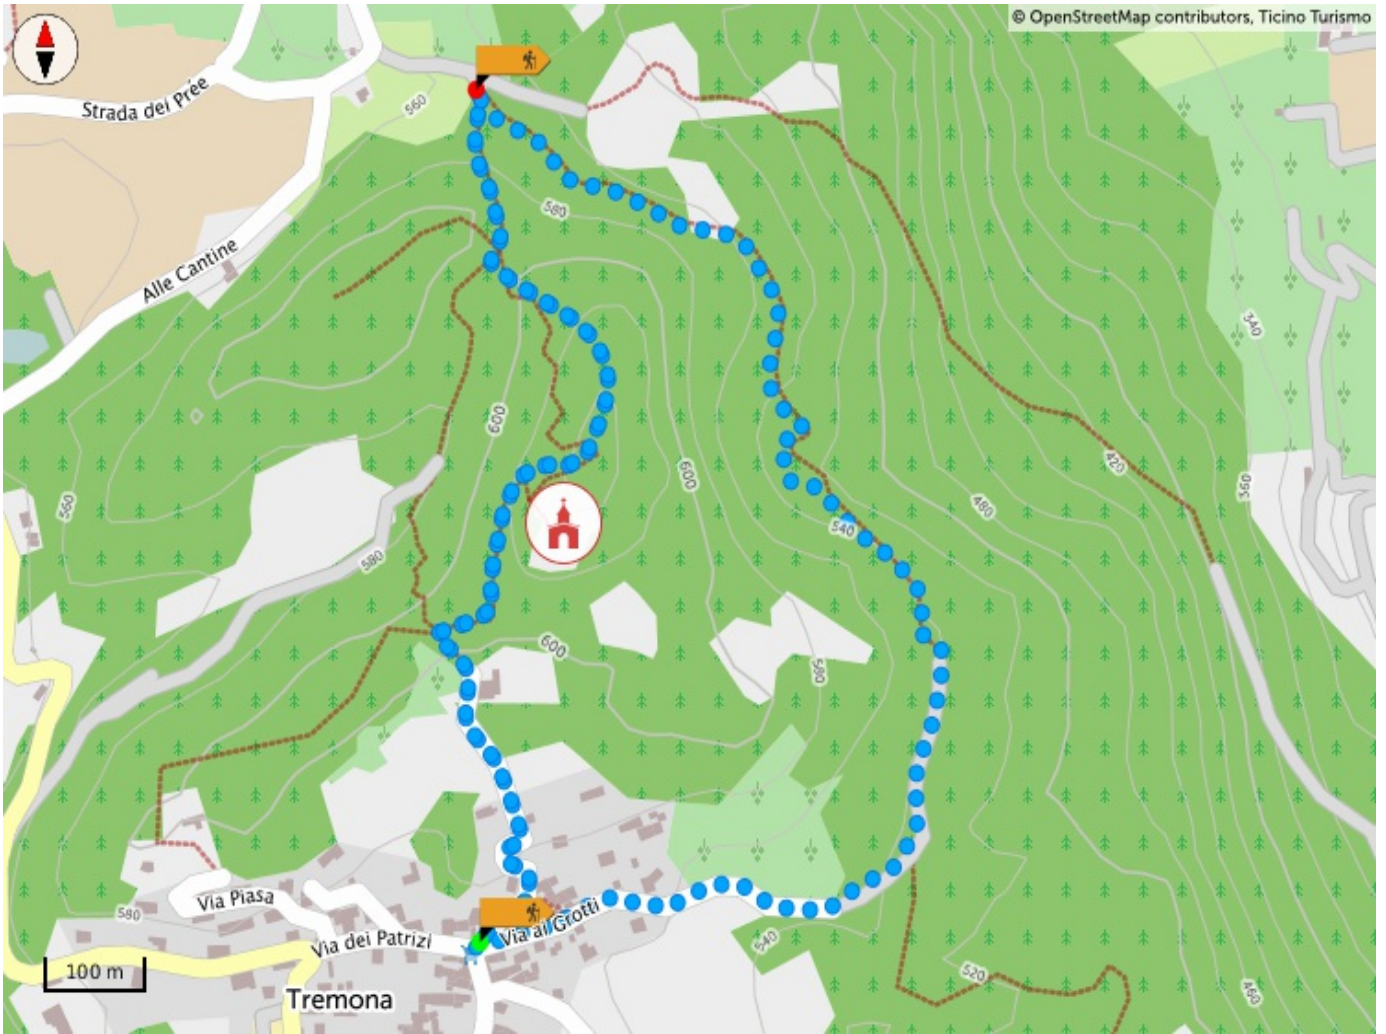 © OpenStreetMap contributors, Ticino Turismo
Strada dei Prée
560
580
Alle Cantine
340
600
420
600
360
560
480
540
580
600
580
Via Piasa
580
Via ai Grotti
Via dei Patrizi
540
520
100 m
460
Tremona